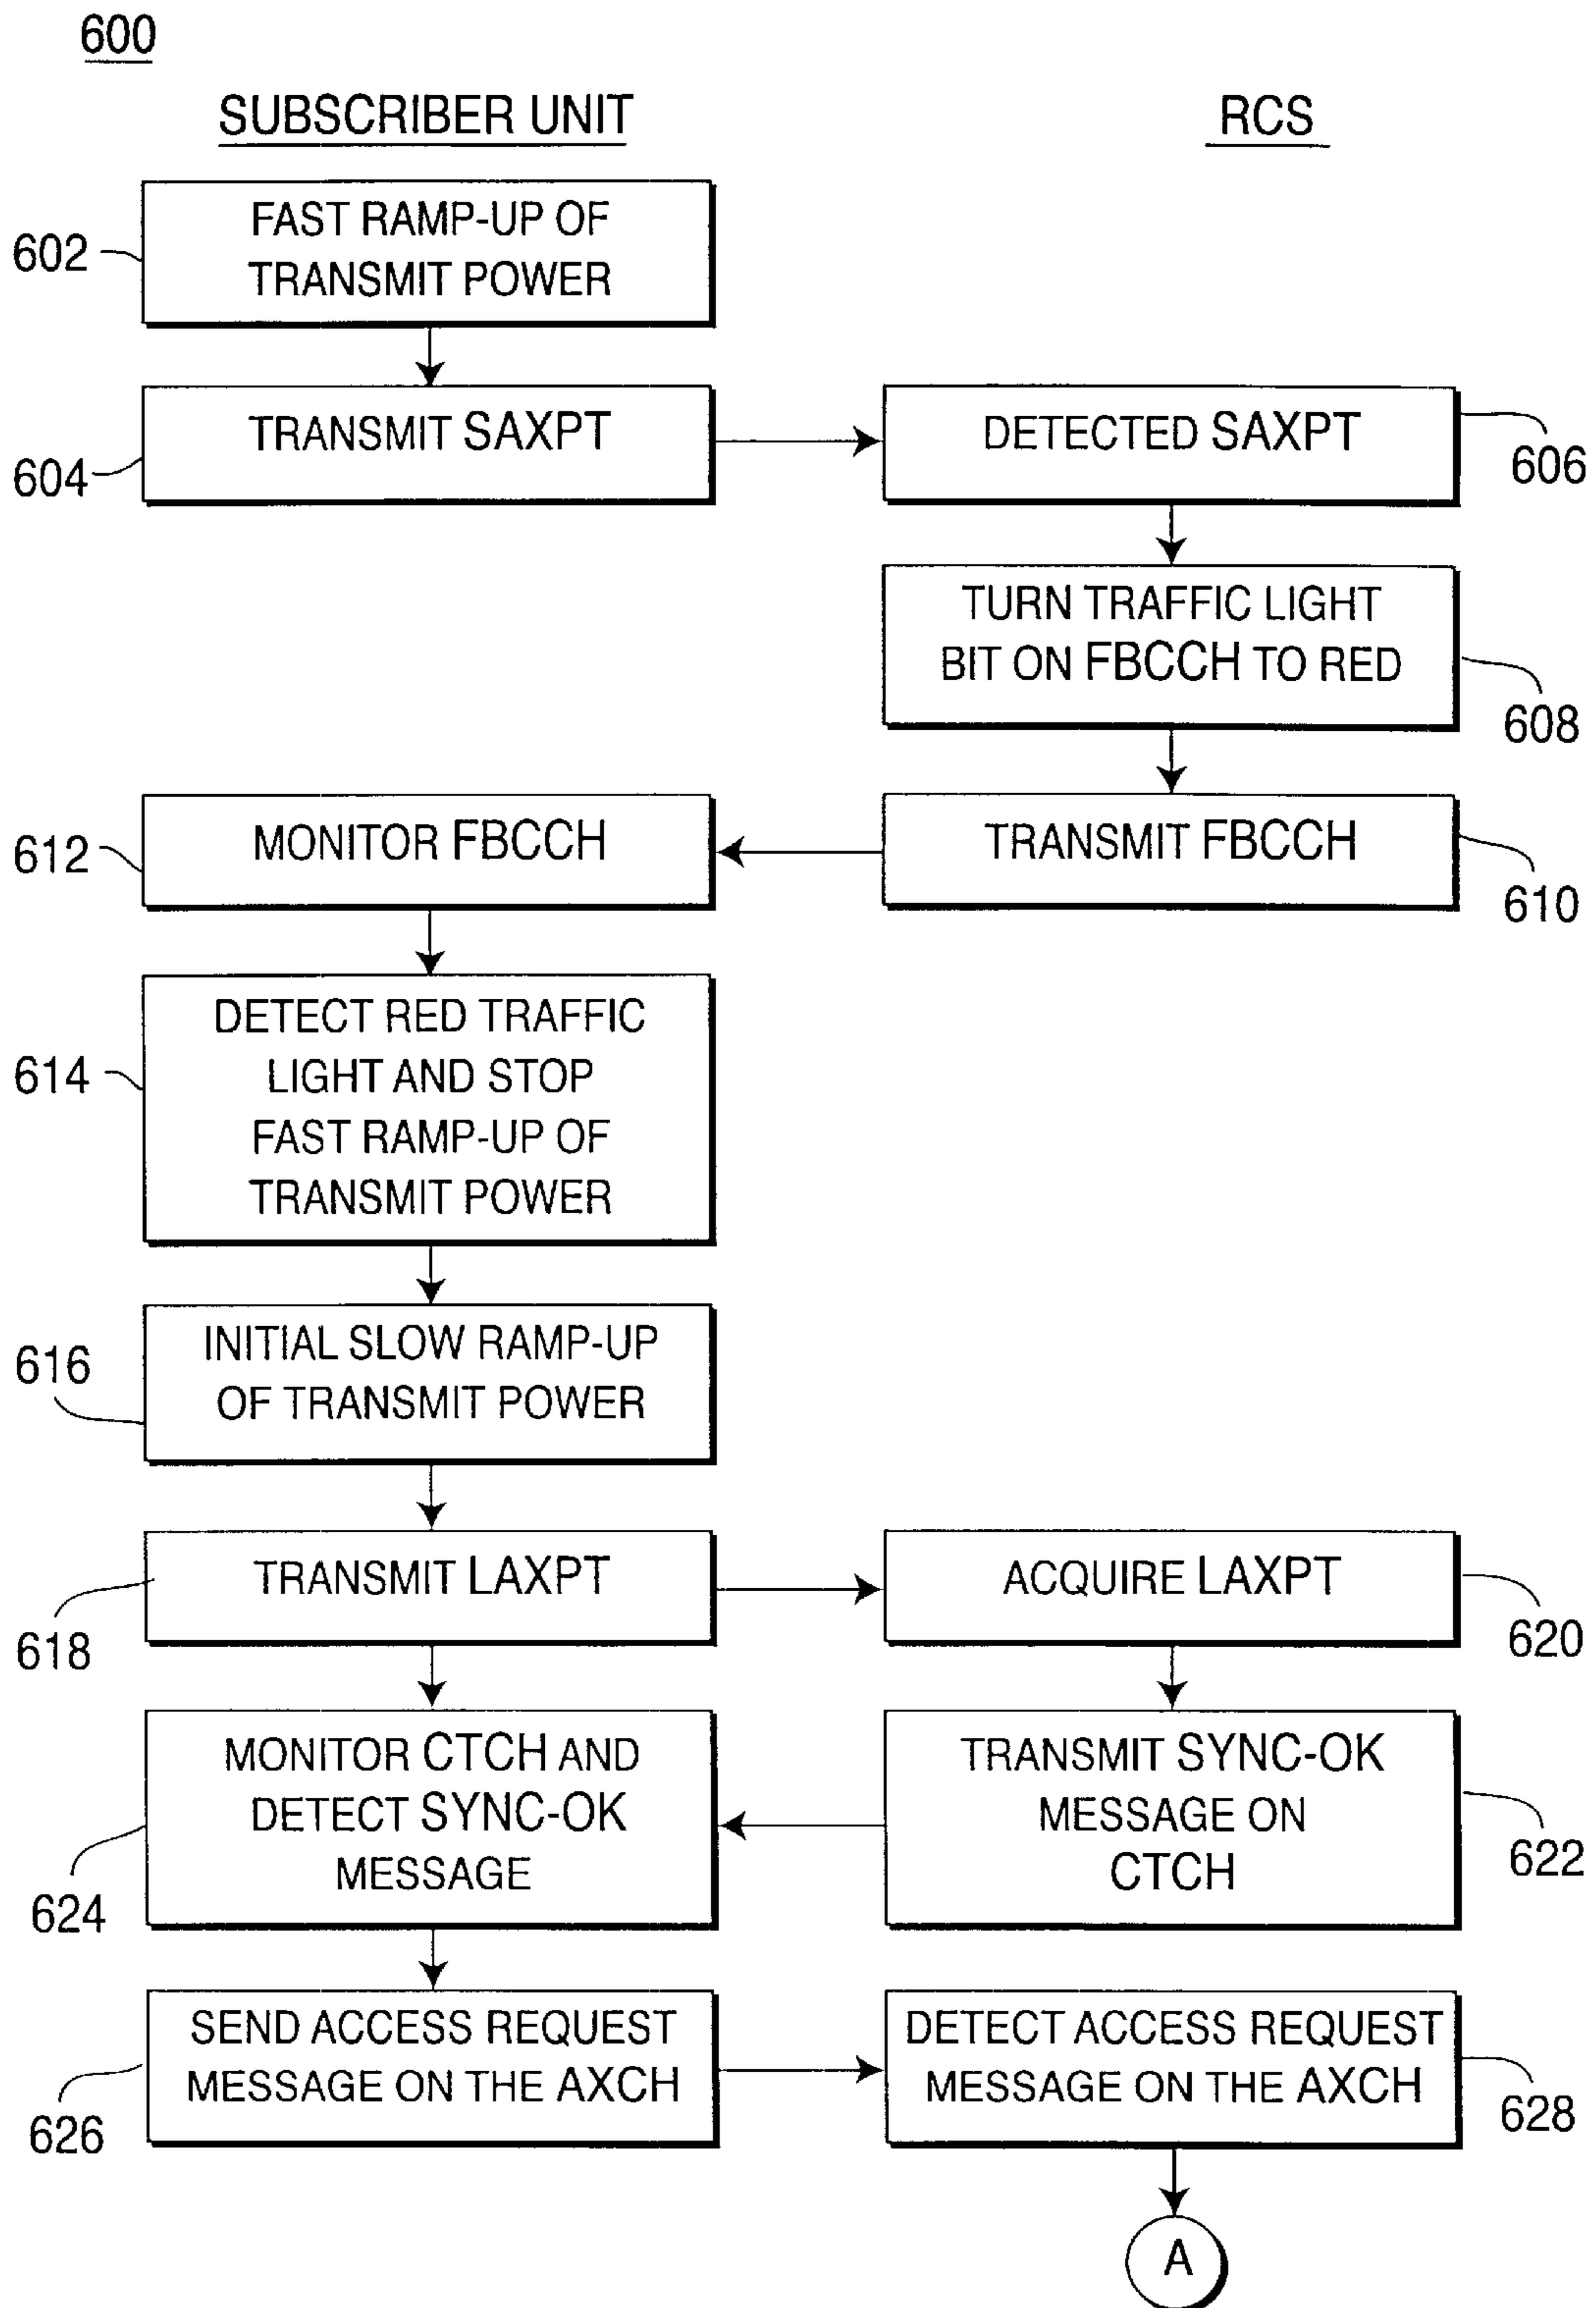 600
SUBSCRIBER UNIT
RCS
602
FAST RAMP-UP OF
TRANSMIT POWER
604
TRANSMIT SAXPT
DETECTED SAXPT
606
TURN TRAFFIC LIGHT
BIT ON FBCCH TO RED
608
612
MONITOR FBCCH
TRANSMIT FBCCH
610
614
DETECT RED TRAFFIC
LIGHT AND STOP
FAST RAMP-UP OF
TRANSMIT POWER
616
INITIAL SLOW RAMP-UP
OF TRANSMIT POWER
618
TRANSMIT LAXPT
ACQUIRE LAXPT
620
624
MONITOR CTCH AND
DETECT SYNC-OK
MESSAGE
TRANSMIT SYNC-OK
MESSAGE ON
CTCH
622
626
SEND ACCESS REQUEST
MESSAGE ON THE AXCH
DETECT ACCESS REQUEST
MESSAGE ON THE AXCH
628
A